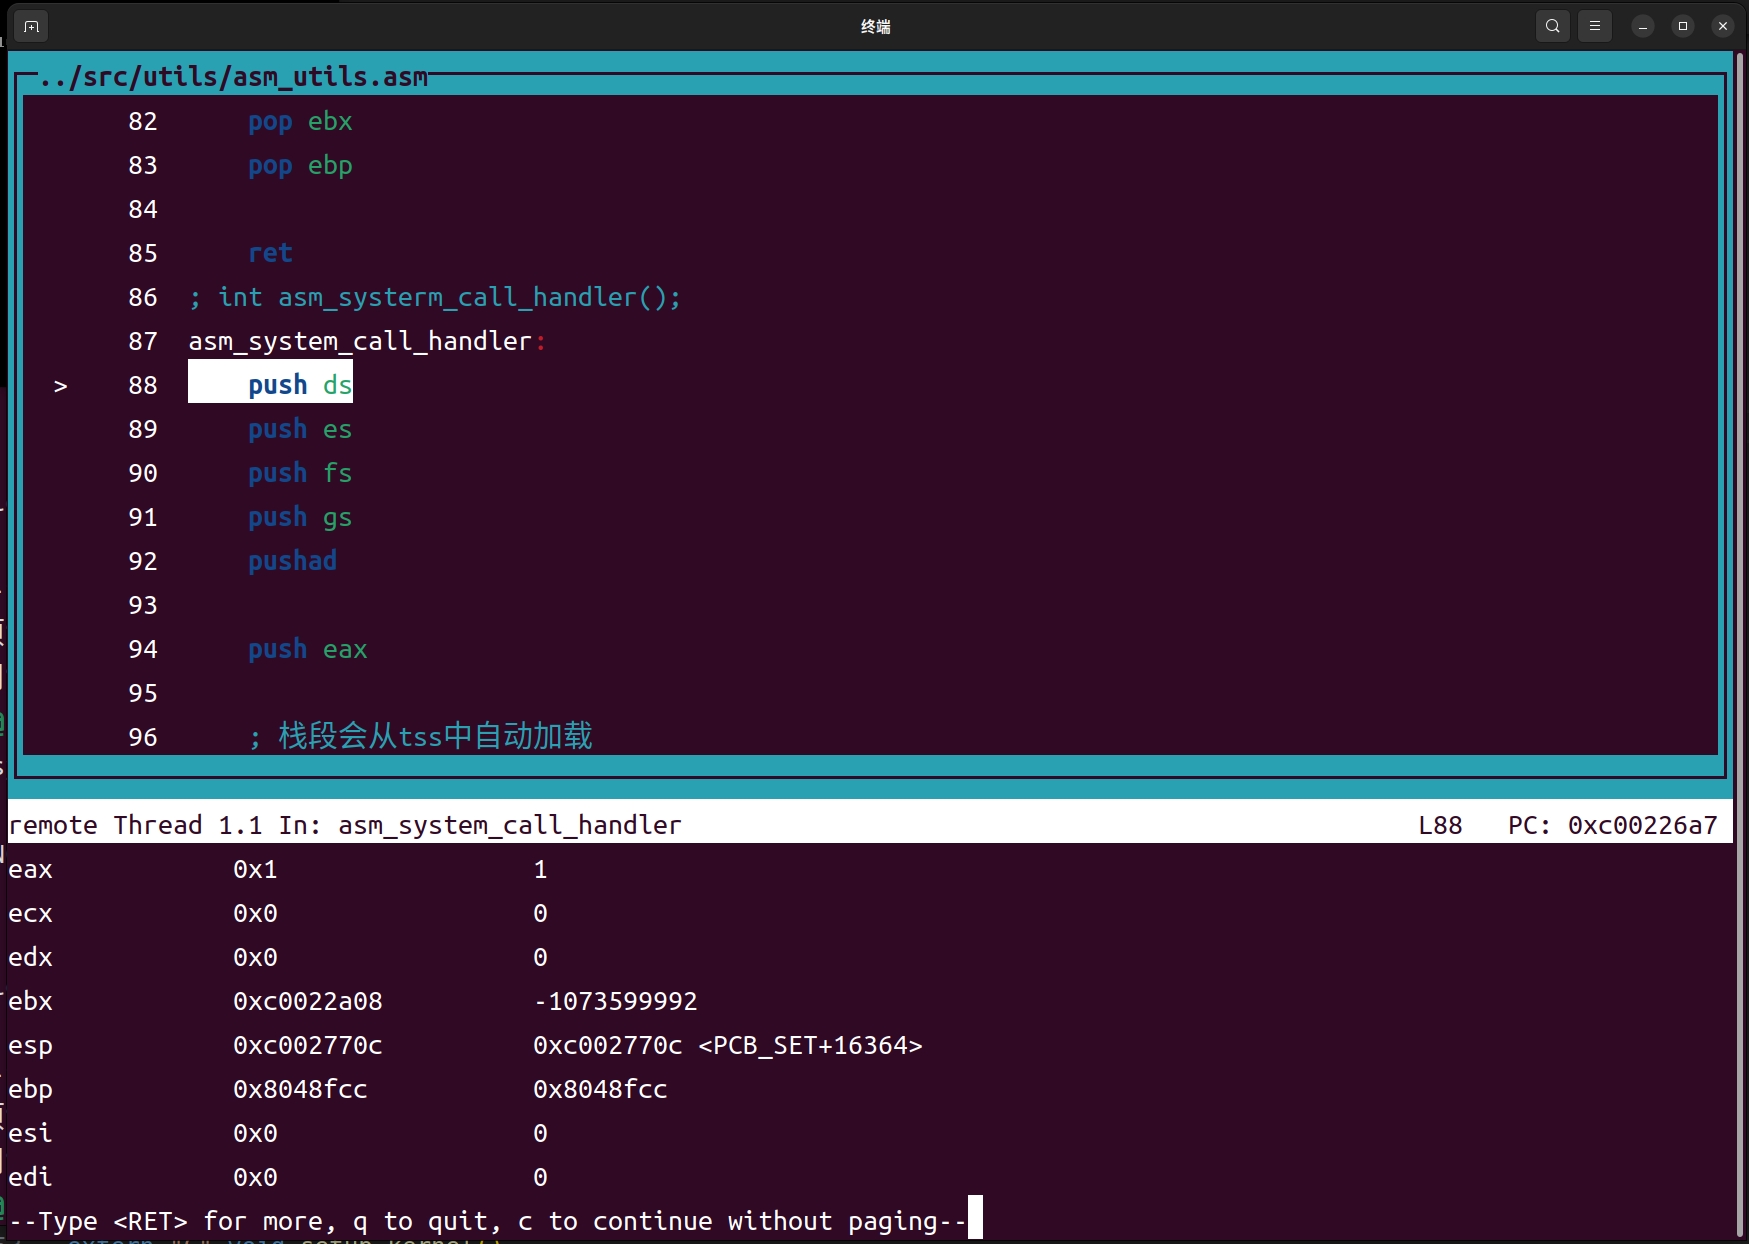 终端
../src/utils/asm_utils.asm
82 pop ebx
83 pop ebp
84
85 ret
86 ; int asm_systerm_call_handler();
87 asm_system_call_handler:
> 88 push ds
89 push es
90 push fs
91 push gs
92 pushad
93
94 push eax
95
96 ; 栈段会从tss中自动加载
remote Thread 1.1 In: asm_system_call_handler L88 PC: 0xc00226a7
eax 0x1 1
ecx 0x0 0
edx 0x0 0
ebx 0xc0022a08 -1073599992
esp 0xc002770c 0xc002770c <PCB_SET+16364>
ebp 0x8048fcc 0x8048fcc
esi 0x0 0
edi 0x0 0
--Type <RET> for more, q to quit, c to continue without paging--